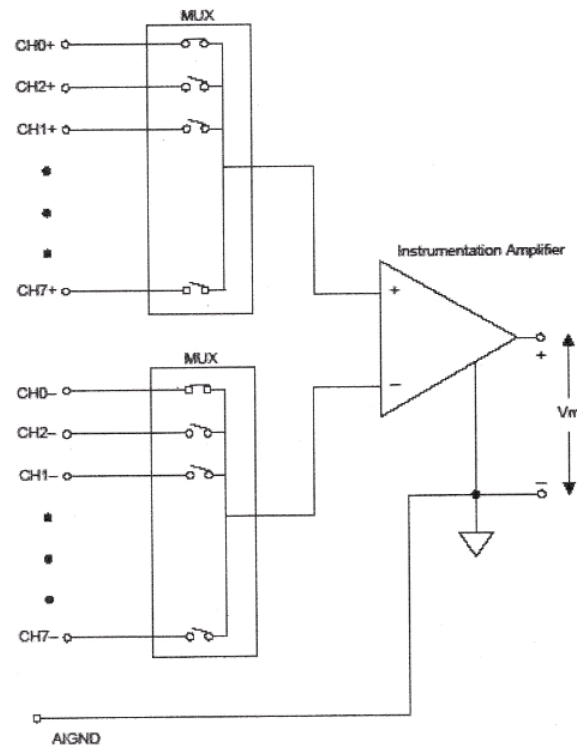 MUX
CH0+
CH2+
CH1+
CH7+
Instrumentation Amplifier
+
−
+
Vm
−
MUX
CH0−
CH2−
CH1−
CH7−
AIGND